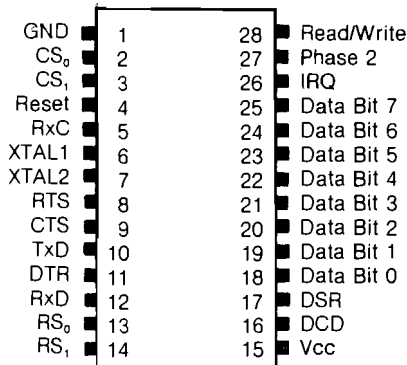 GND 1 28 Read/Write
CS₀ 2 27 Phase 2
CS₁ 3 26 IRQ
Reset 4 25 Data Bit 7
RxC 5 24 Data Bit 6
XTAL1 6 23 Data Bit 5
XTAL2 7 22 Data Bit 4
RTS 8 21 Data Bit 3
CTS 9 20 Data Bit 2
TxD 10 19 Data Bit 1
DTR 11 18 Data Bit 0
RxD 12 17 DSR
RS₀ 13 16 DCD
RS₁ 14 15 Vcc